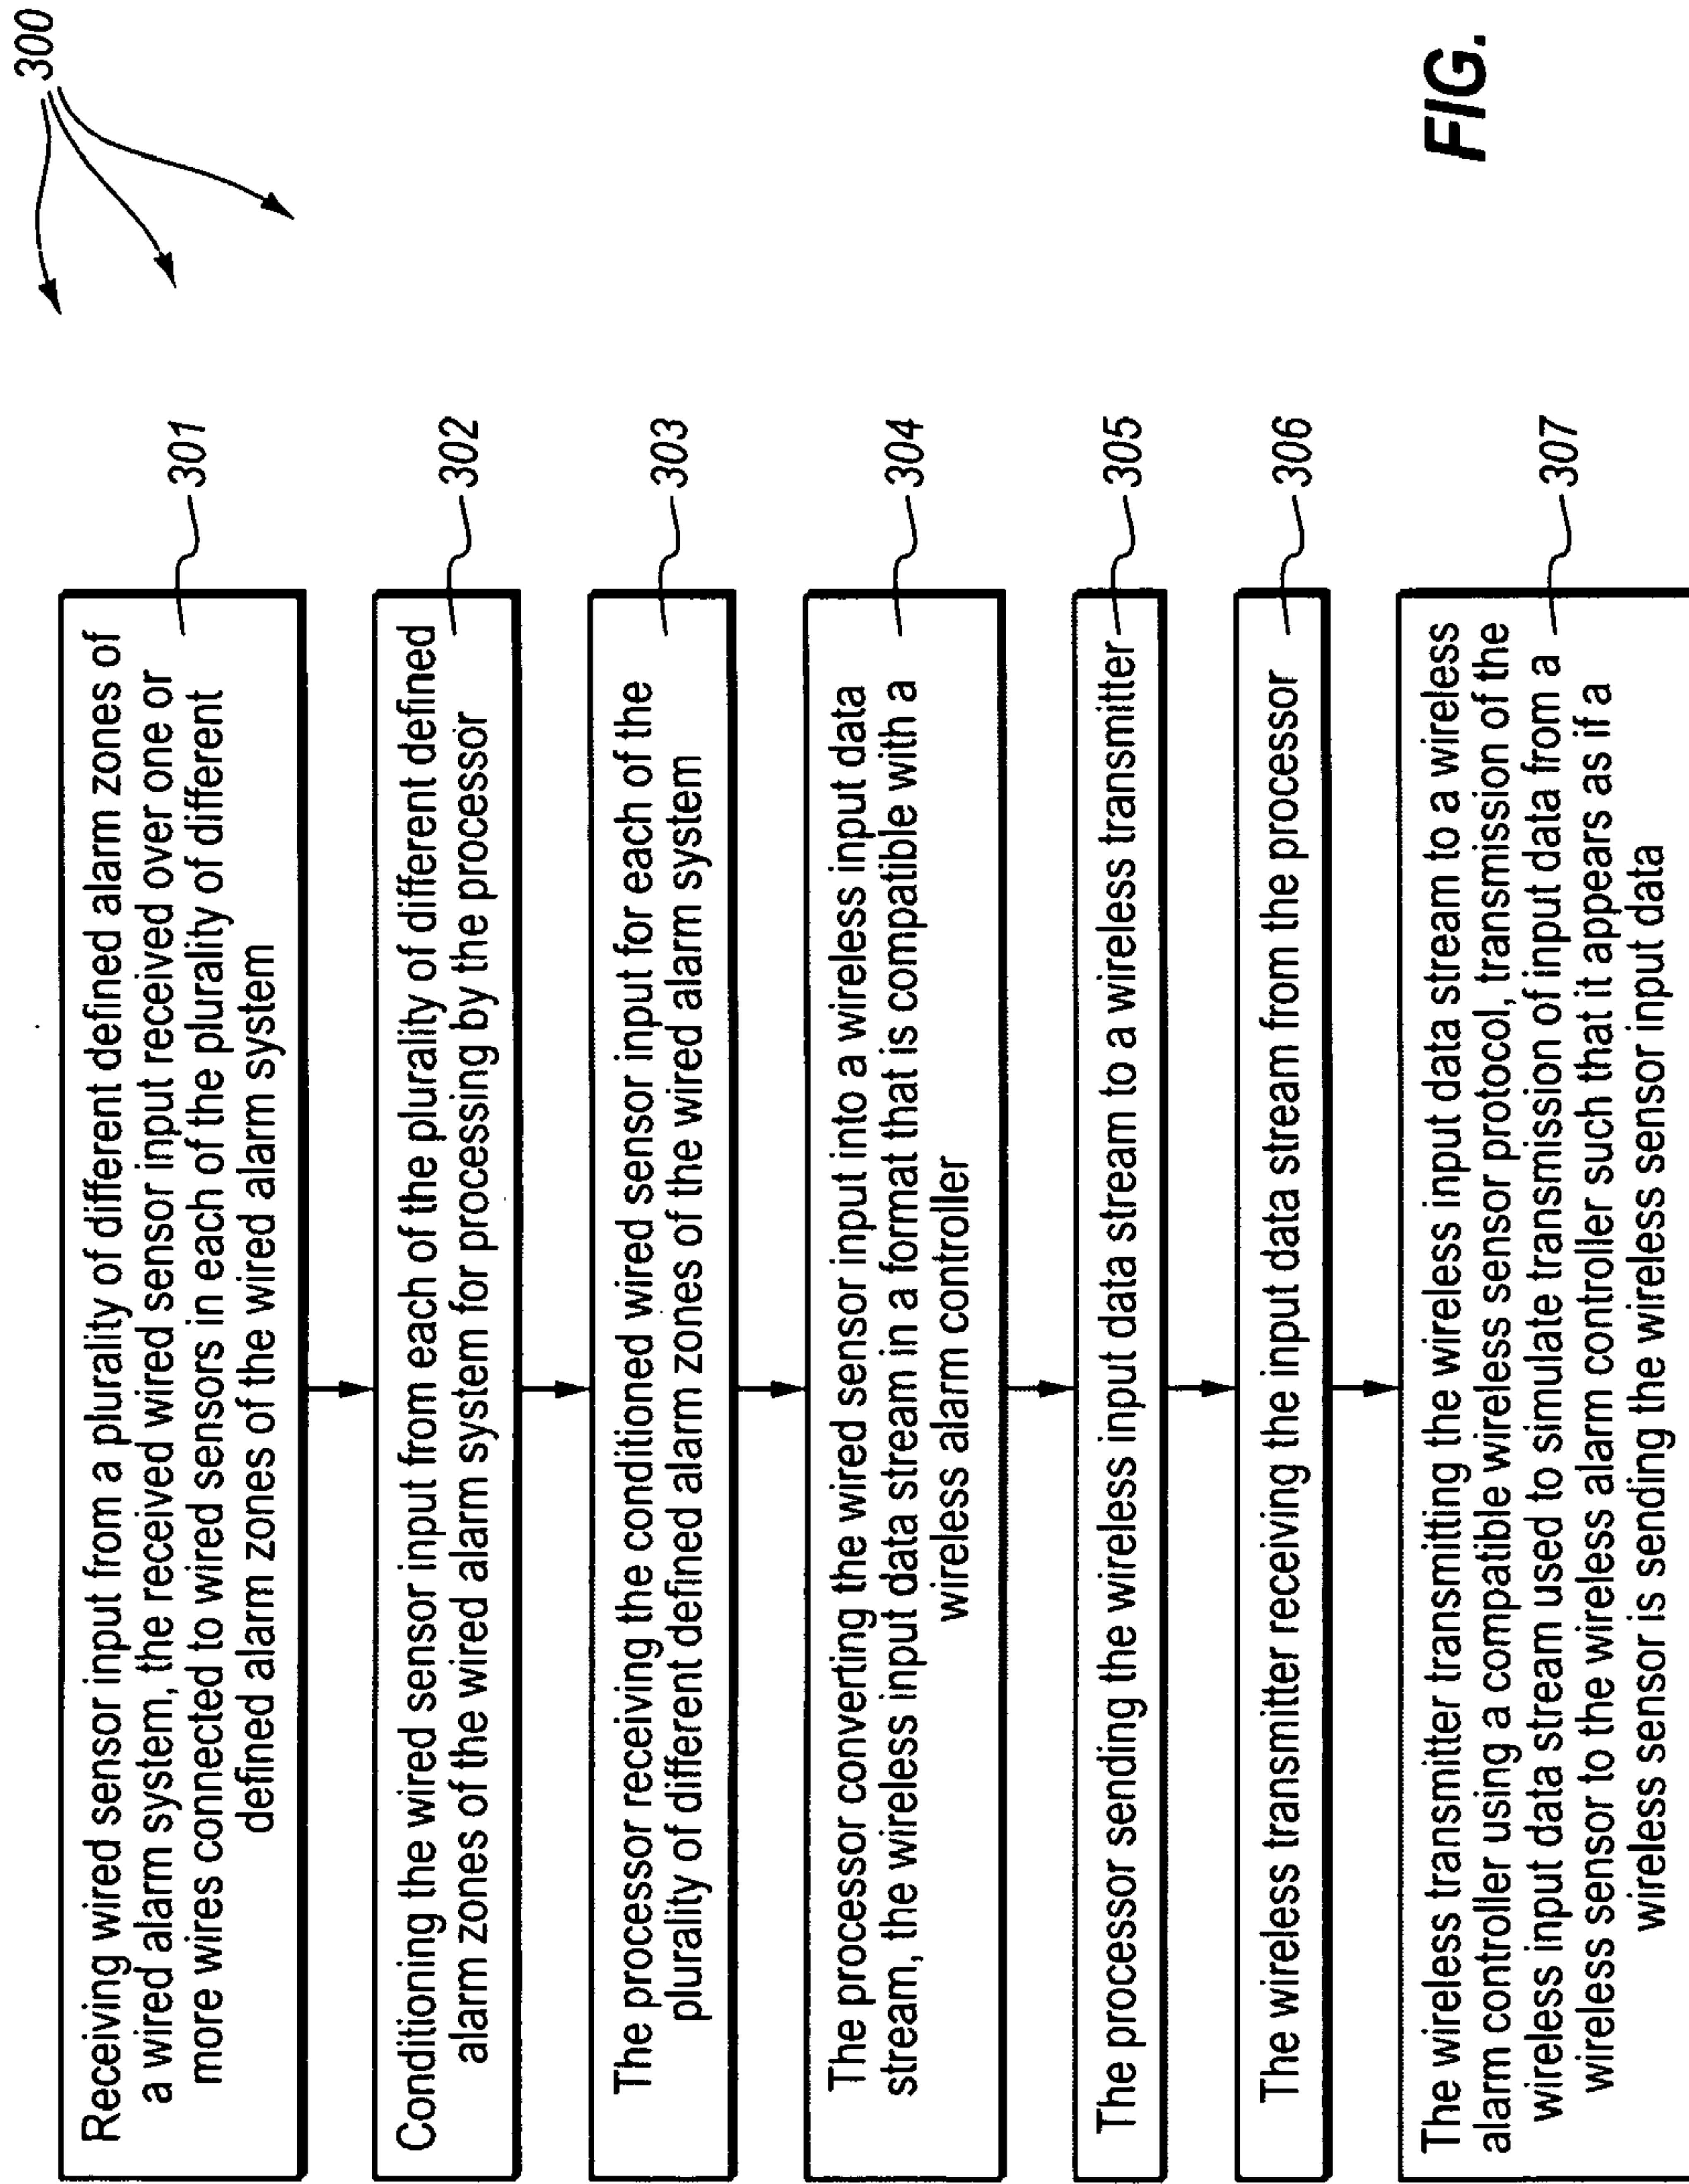 300
Receiving wired sensor input from a plurality of different defined alarm zones of
a wired alarm system, the received wired sensor input received over one or
more wires connected to wired sensors in each of the plurality of different
defined alarm zones of the wired alarm system
301
Conditioning the wired sensor input from each of the plurality of different defined
alarm zones of the wired alarm system for processing by the processor
302
The processor receiving the conditioned wired sensor input for each of the
plurality of different defined alarm zones of the wired alarm system
303
The processor converting the wired sensor input into a wireless input data
stream, the wireless input data stream in a format that is compatible with a
wireless alarm controller
304
The processor sending the wireless input data stream to a wireless transmitter
305
The wireless transmitter receiving the input data stream from the processor
306
The wireless transmitter transmitting the wireless input data stream to a wireless
alarm controller using a compatible wireless sensor protocol, transmission of the
wireless input data stream used to simulate transmission of input data from a
wireless sensor to the wireless alarm controller such that it appears as if a
wireless sensor is sending the wireless sensor input data
307
FIG.